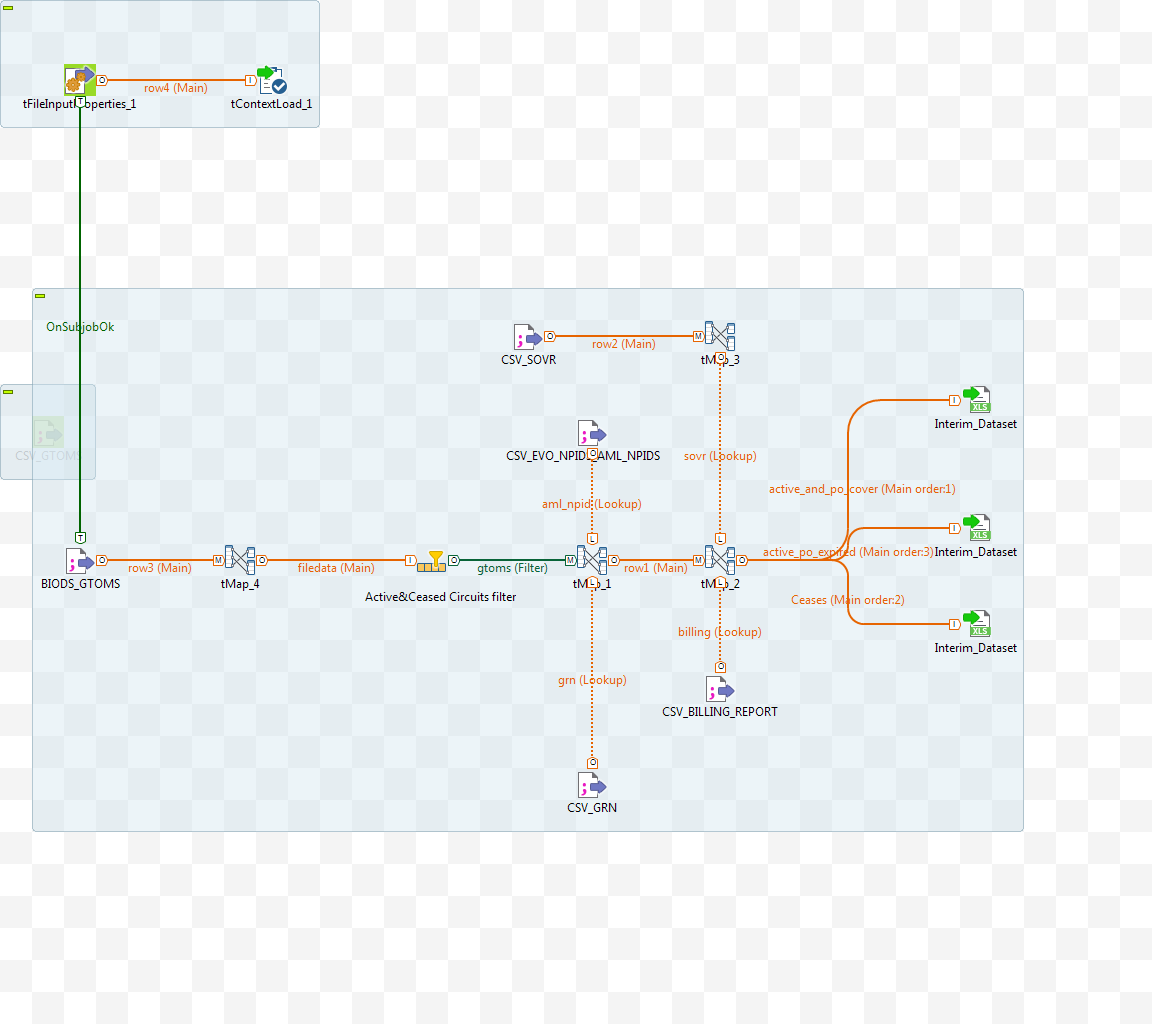 row4 (Main)
tFileInputProperties_1
tContextLoad_1
OnSubjobOk
row2 (Main)
CSV_SOVR
tMap_3
CSV_GTOMS
CSV_EVO_NPIDS_AML_NPIDS
sovr (Lookup)
Interim_Dataset
active_and_po_cover (Main order:1)
aml_npid (Lookup)
active_po_expired (Main order:3)
Interim_Dataset
row3 (Main)
filedata (Main)
gtoms (Filter)
row1 (Main)
BIODS_GTOMS
tMap_4
Active&Ceased Circuits filter
tMap_1
tMap_2
Ceases (Main order:2)
billing (Lookup)
Interim_Dataset
grn (Lookup)
CSV_BILLING_REPORT
CSV_GRN